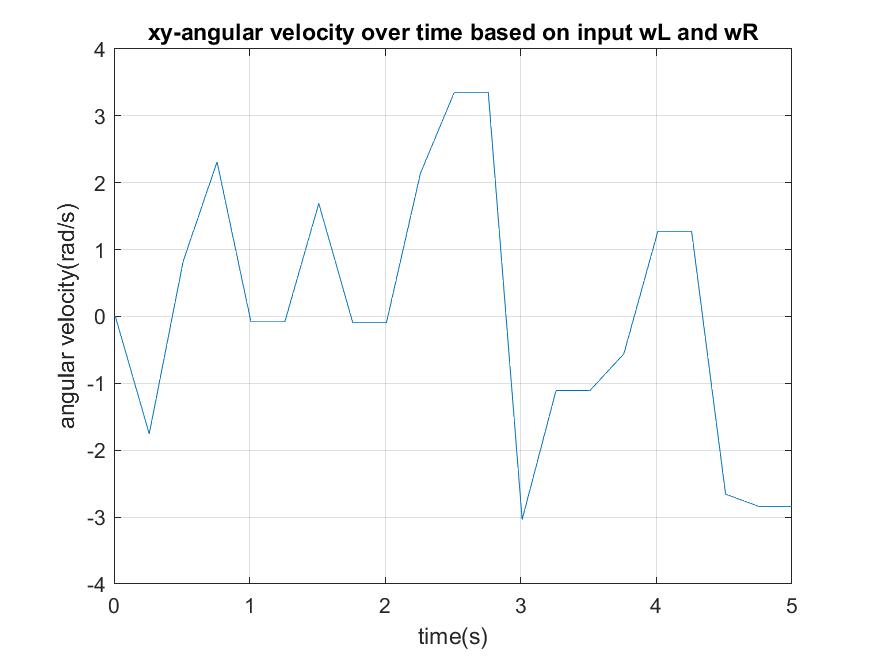 xy-angular velocity over time based on input wL and wR
4
3
2
1
0
-1
-2
-3
-4
angular velocity(rad/s)
0 1 2 3 4 5
time(s)